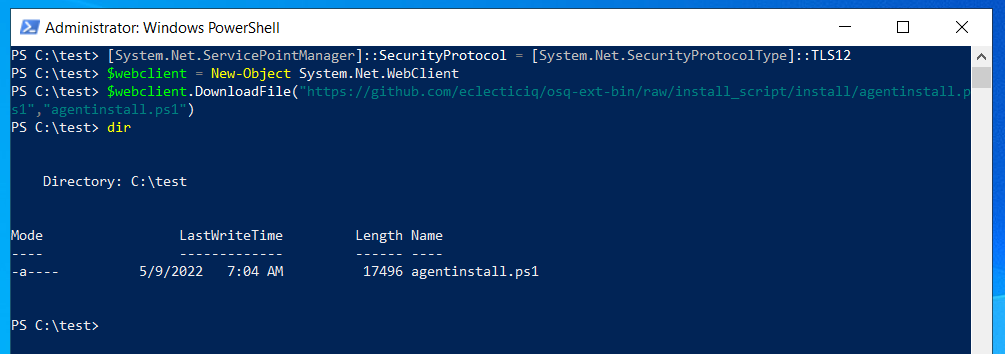 Administrator: Windows PowerShell
PS C:\test> [System.Net.ServicePointManager]::SecurityProtocol = [System.Net.SecurityProtocolType]::TLS12
PS C:\test> $webclient = New-Object System.Net.WebClient
PS C:\test> $webclient.DownloadFile("https://github.com/eclecticiq/osq-ext-bin/raw/install_script/install/agentinstall.p
s1","agentinstall.ps1")
PS C:\test> dir
Directory: C:\test
Mode LastWriteTime Length Name
---- ------------- ------ ----
-a---- 5/9/2022 7:04 AM 17496 agentinstall.ps1
PS C:\test>